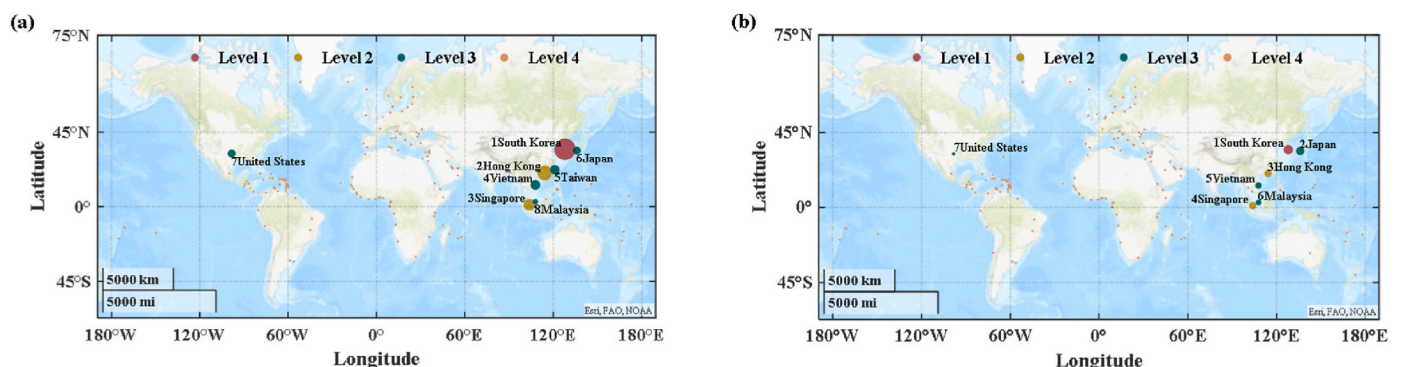 (a)
75°N
Level 1 Level 2 Level 3 Level 4
45°N
1South Korea
6Japan
7United States
2Hong Kong
4Vietnam
5Taiwan
3Singapore
8Malaysia
0°
45°S
Latitude
5000 km
5000 mi
Esri, FAO, NOAA
180°W 120°W 60°W 0° 60°E 120°E 180°E
Longitude
(b)
75°N
Level 1 Level 2 Level 3 Level 4
45°N
1South Korea
2Japan
7United States
3Hong Kong
5Vietnam
6Malaysia
4Singapore
0°
45°S
Latitude
5000 km
5000 mi
Esri, FAO, NOAA
180°W 120°W 60°W 0° 60°E 120°E 180°E
Longitude